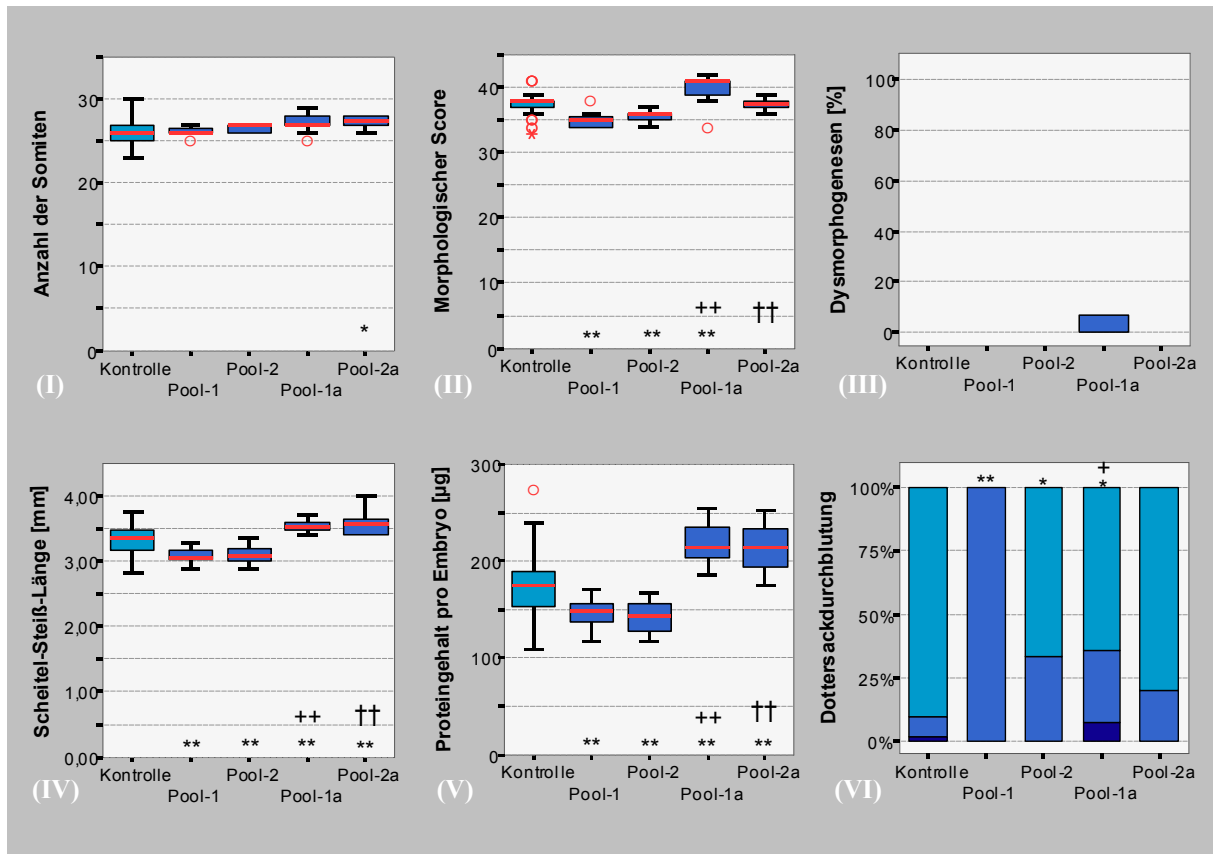 Anzahl der Somiten
30
20
10
0
*
Kontrolle Pool-2 Pool-2a
Pool-1 Pool-1a
(I)
Morphologischer Score
40
30
20
10
0
*
++ ††
** ** **
Kontrolle Pool-2 Pool-2a
Pool-1 Pool-1a
(II)
Dysmorphogenesen [%]
100
80
60
40
20
0
Kontrolle Pool-2 Pool-2a
Pool-1 Pool-1a
(III)
Scheitel-Steiß-Länge [mm]
4,00
3,00
2,00
1,00
0,00
++ ††
** ** ** **
Kontrolle Pool-2 Pool-2a
Pool-1 Pool-1a
(IV)
Proteingehalt pro Embryo [µg]
300
200
100
0
++ ††
** ** ** **
Kontrolle Pool-2 Pool-2a
Pool-1 Pool-1a
(V)
Dottersackdurchblutung
+
** * *
100%
75%
50%
25%
0%
Kontrolle Pool-2 Pool-2a
Pool-1 Pool-1a
(VI)